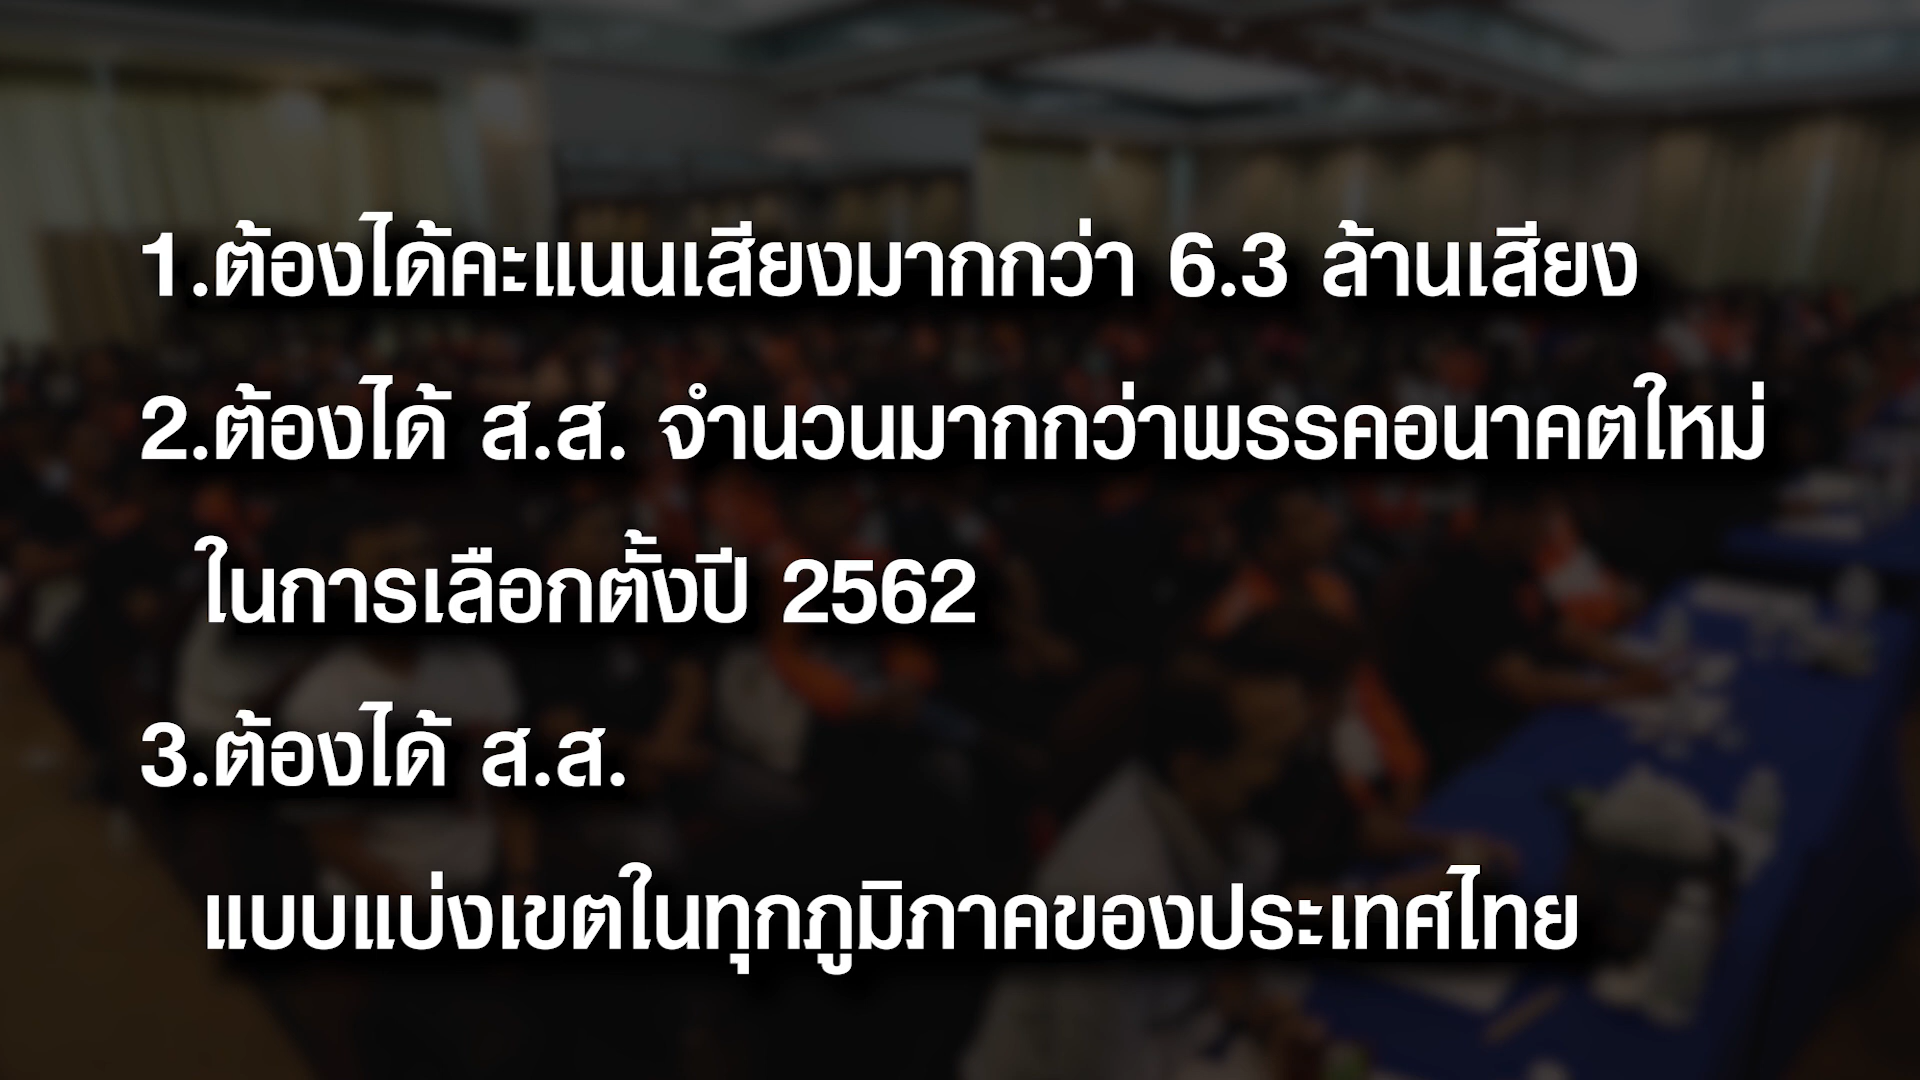 1.ต้องได้คะแนนเสียงมากกว่า 6.3 ล้านเสียง
2.ต้องได้ ส.ส. จำนวนมากกว่าพรรคอนาคตใหม่
ในการเลือกตั้งปี 2562
3.ต้องได้ ส.ส.
แบบแบ่งเขตในทุกภูมิภาคของประเทศไทย